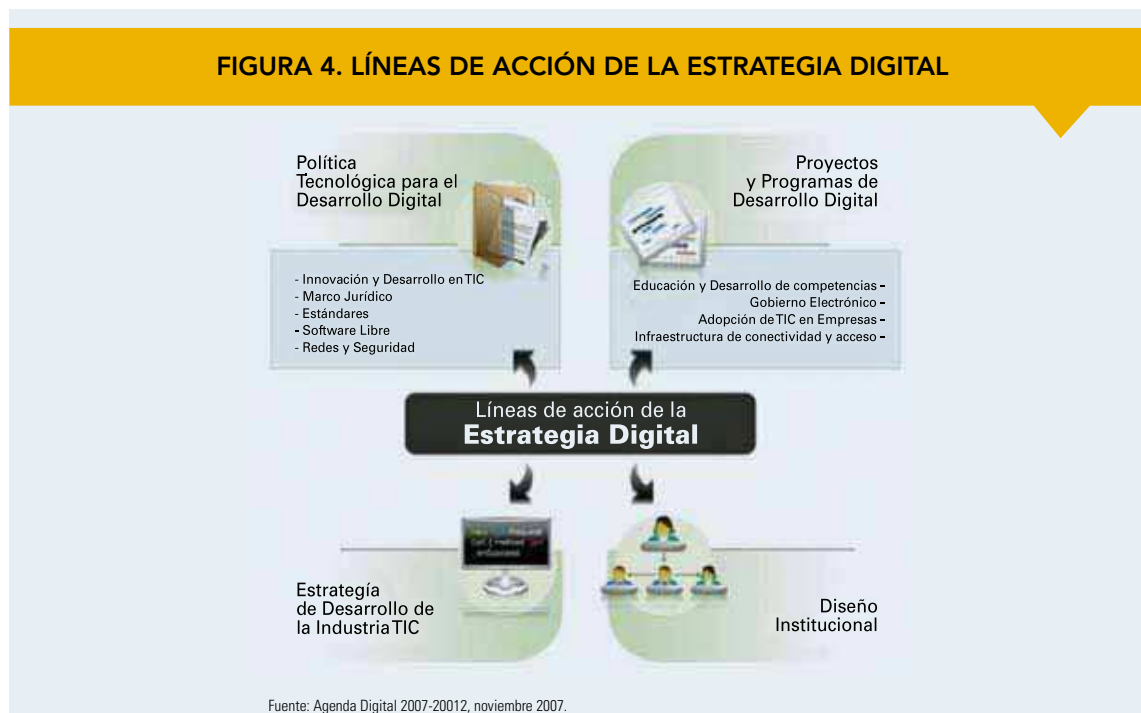 FIGURA 4. LÍNEAS DE ACCIÓN DE LA ESTRATEGIA DIGITAL
Política
Tecnológica para el
Desarrollo Digital
- Innovación y Desarrollo en TIC
- Marco Jurídico
- Estándares
- Software Libre
- Redes y Seguridad
Proyectos
y Programas de
Desarrollo Digital
Educación y Desarrollo de competencias -
Gobierno Electrónico -
Adopción de TIC en Empresas -
Infraestructura de conectividad y acceso -
Líneas de acción de la
Estrategia Digital
Estrategía
de Desarrollo de
la Industria TIC
Diseño
Institucional
Fuente: Agenda Digital 2007-20012, noviembre 2007.